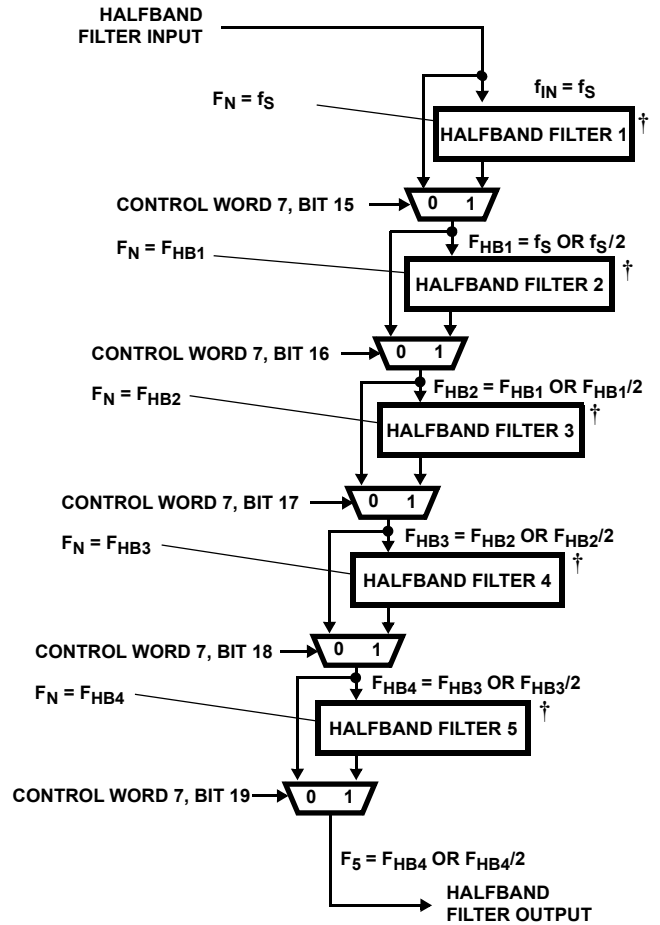 HALFBAND
FILTER INPUT
f_IN = f_S
F_N = f_S
HALFBAND FILTER 1 †
0 1
CONTROL WORD 7, BIT 15
F_HB1 = f_S OR f_S/2
F_N = F_HB1
HALFBAND FILTER 2 †
0 1
CONTROL WORD 7, BIT 16
F_HB2 = F_HB1 OR F_HB1/2
F_N = F_HB2
HALFBAND FILTER 3 †
0 1
CONTROL WORD 7, BIT 17
F_HB3 = F_HB2 OR F_HB2/2
F_N = F_HB3
HALFBAND FILTER 4 †
0 1
CONTROL WORD 7, BIT 18
F_HB4 = F_HB3 OR F_HB3/2
F_N = F_HB4
HALFBAND FILTER 5 †
0 1
CONTROL WORD 7, BIT 19
F_5 = F_HB4 OR F_HB4/2
HALFBAND
FILTER OUTPUT